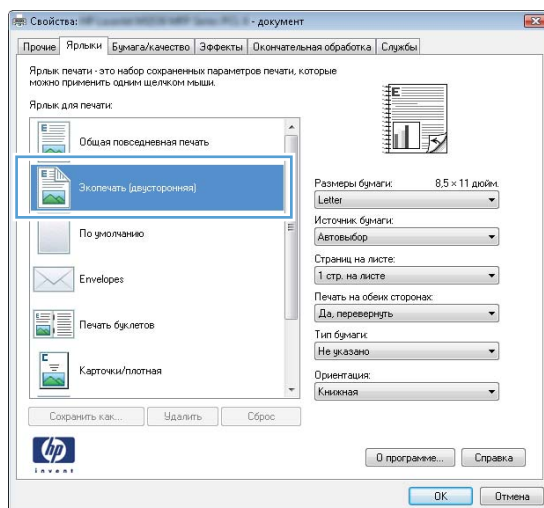 Свойства: - документ
Прочие Ярлыки Бумага/качество Эффекты Окончательная обработка Службы
Ярлык печати - это набор сохраненных параметров печати, которые
можно применить одним щелчком мыши.
Ярлык для печати:
Общая повседневная печать
Экопечать (двусторонняя)
По умолчанию
Envelopes
Печать буклетов
Карточки/плотная
Сохранить как... Удалить Сброс
Размеры бумаги: 8,5 × 11 дюйм.
Letter
Источник бумаги:
Автовыбор
Страниц на листе:
1 стр. на листе
Печать на обеих сторонах:
Да, перевернуть
Тип бумаги:
Не указано
Ориентация:
Книжная
hp
invent
О программе... Справка
OK Отмена